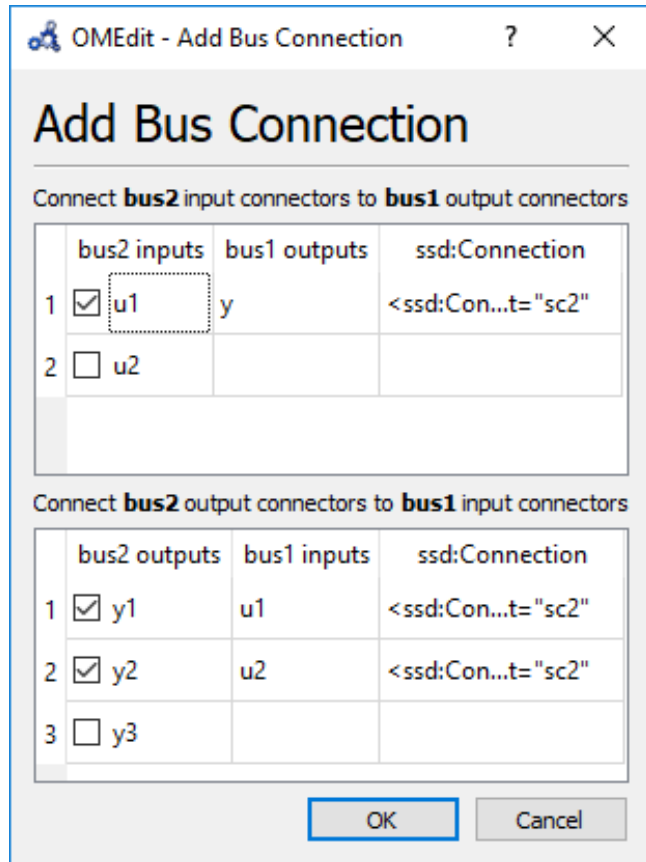 OMEdit - Add Bus Connection ?
Add Bus Connection
Connect bus2 input connectors to bus1 output connectors
bus2 inputs bus1 outputs ssd:Connection
1 u1 y <ssd:Con...t="sc2"
2 u2
Connect bus2 output connectors to bus1 input connectors
bus2 outputs bus1 inputs ssd:Connection
1 y1 u1 <ssd:Con...t="sc2"
2 y2 u2 <ssd:Con...t="sc2"
3 y3
OK Cancel